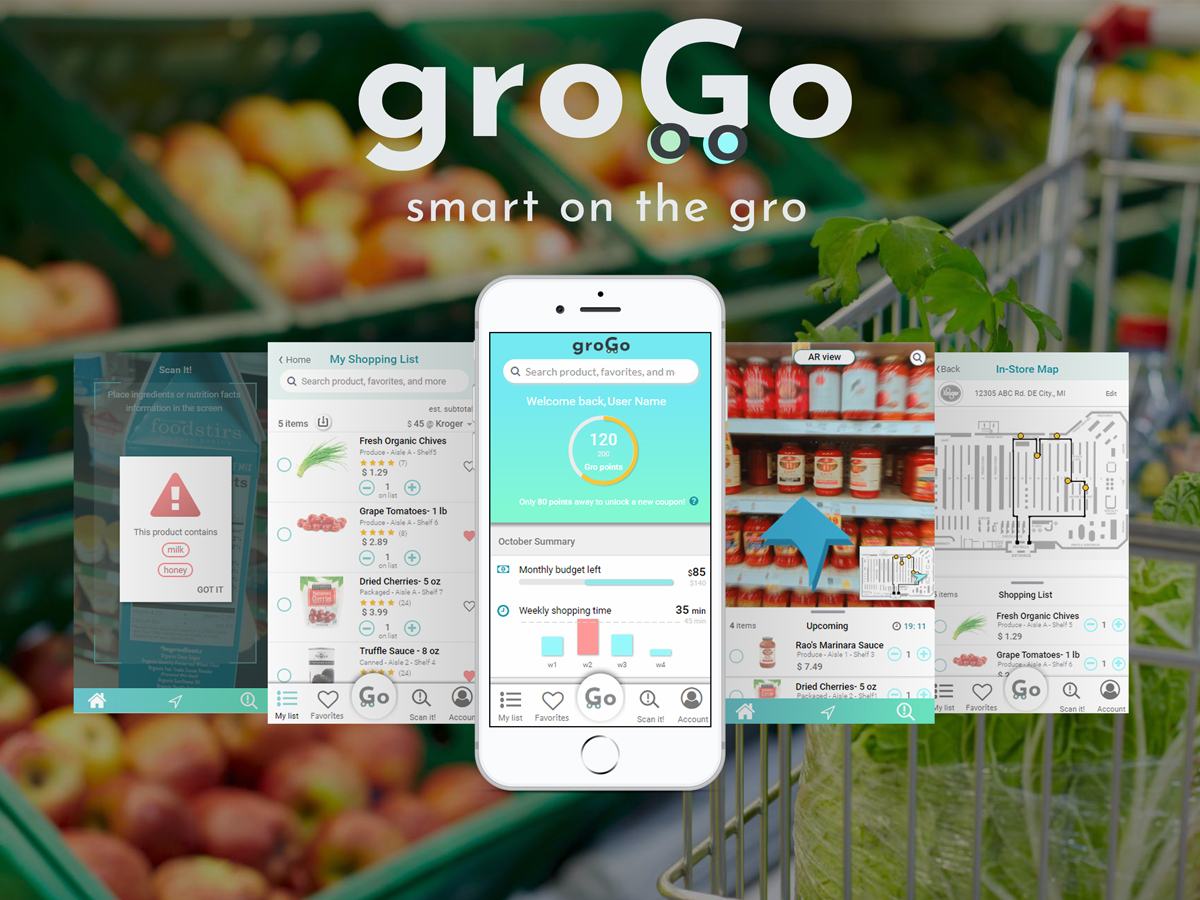 groGo
smart on the gro
Scan It!
Place ingredients or nutrition facts
information in the screen
foodstirs
This product contains
milk
honey
GOT IT
Home
My Shopping List
Search product, favorites, and more
est. subtotal
5 items
$ 45 @ Kroger
Fresh Organic Chives
Produce - Aisle A - Shelf5
(7)
$ 1.29
1
on list
Grape Tomatoes- 1 lb
Produce - Aisle A - Shelf 6
(8)
$ 2.89
1
on list
Dried Cherries- 5 oz
Packaged - Aisle A - Shelf 7
(24)
$ 3.99
1
on list
Truffle Sauce - 8 oz
Canned - Aisle 2 - Shelf 4
(24)
My list
Favorites
Go
Scan it!
Account
groGo
Search product, favorites, and m
Welcome back,User Name
120
200
Gro points
Only 80 points away to unlock a new coupon!
?
October Summary
Monthly budget left
$85
$140
Weekly shopping time
35 min
45 min
w1
w2
w3
w4
My list
Favorites
Go
Scan it!
Account
AR view
4 items
Upcoming
19: 11
Rao's Marinara Sauce
Produce - Aisle 1 - Shelf 3
$ 7.49
1
Dried Cherries- 5 oz
Packaged - Aisle 2 - Shelf1
1
Back
In-Store Map
Kroger
12305 ABC Rd. DE City., MI
Edit
items
Shopping List
Fresh Organic Chives
Produce - Aisle A - Shelf 5
$ 1.29
1
Grape Tomatoes- 1 lb
Produce - Aisle A - Shelf 6
$ 2.89
1
My list
Favorites
Go
Scan it!
Account